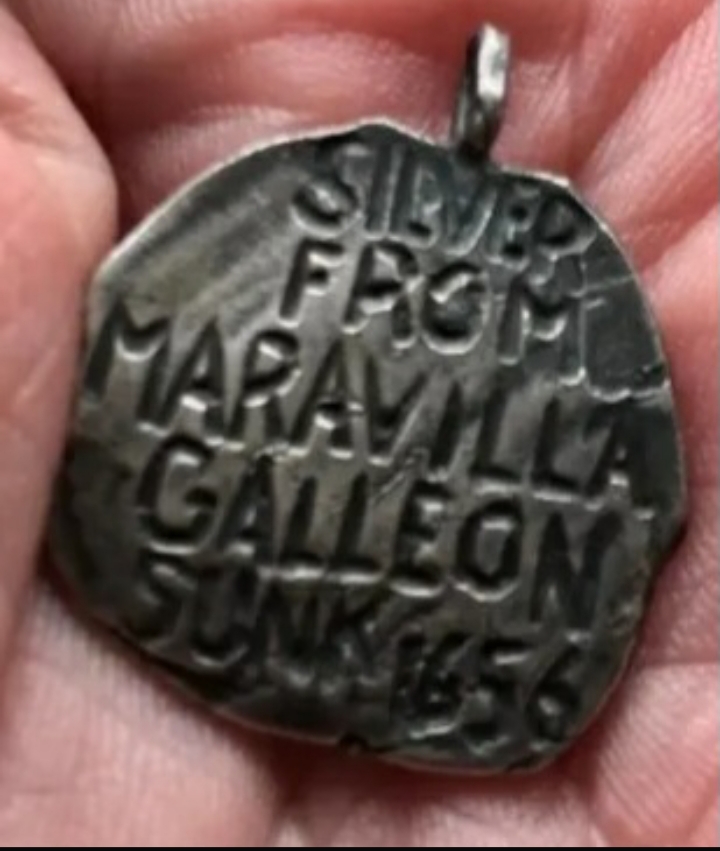 SILVER
FROM
MARAVILLA
GALLEON
SUNK 1656